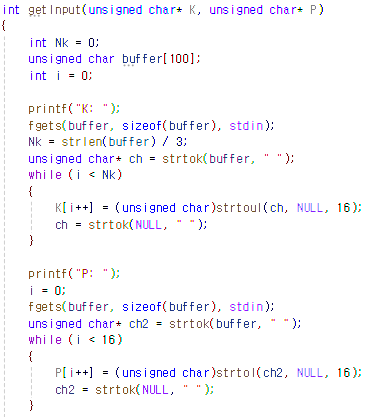 int getInput(unsigned char* K, unsigned char* P)
{
    int Nk = 0;
    unsigned char buffer[100];
    int i = 0;

    printf("K: ");
    fgets(buffer, sizeof(buffer), stdin);
    Nk = strlen(buffer) / 3;
    unsigned char* ch = strtok(buffer, " ");
    while (i < Nk)
    {
        K[i++] = (unsigned char)strtoul(ch, NULL, 16);
        ch = strtok(NULL, " ");
    }

    printf("P: ");
    i = 0;
    fgets(buffer, sizeof(buffer), stdin);
    unsigned char* ch2 = strtok(buffer, " ");
    while (i < 16)
    {
        P[i++] = (unsigned char)strtol(ch2, NULL, 16);
        ch2 = strtok(NULL, " ");
    }